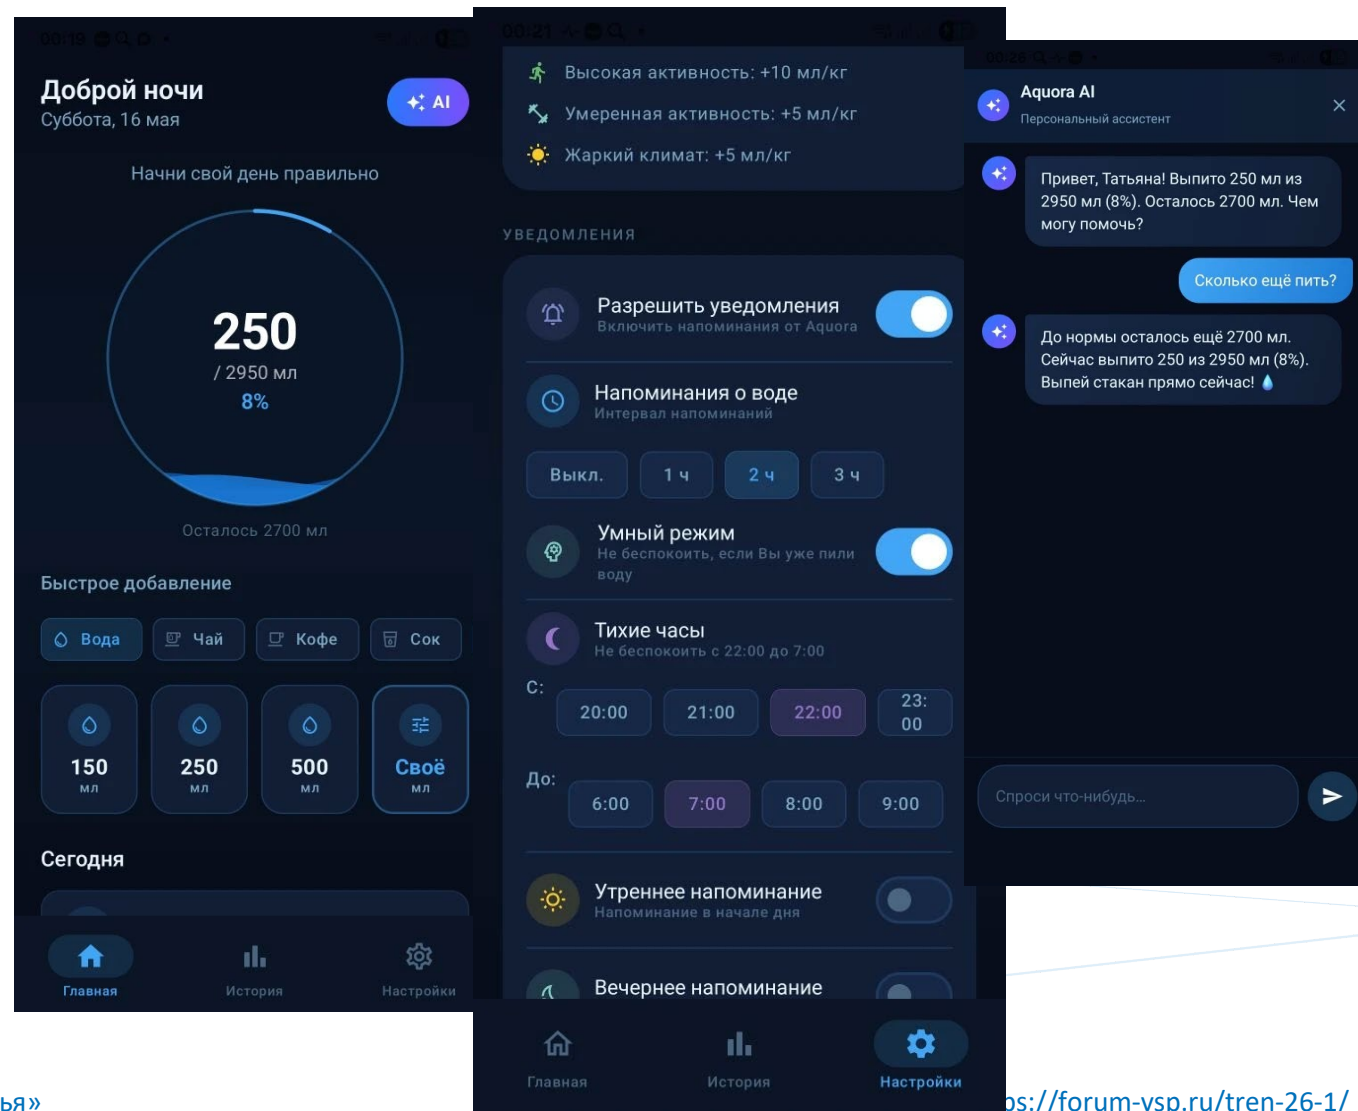 00:19
Доброй ночи
Суббота, 16 мая
AI
Начни свой день правильно
250
/ 2950 мл
8%
Осталось 2700 мл
Быстрое добавление
Вода
Чай
Кофе
Сок
150
мл
250
мл
500
мл
Своё
мл
Сегодня
Главная
История
Настройки
00:21
Высокая активность: +10 мл/кг
Умеренная активность: +5 мл/кг
Жаркий климат: +5 мл/кг
УВЕДОМЛЕНИЯ
Разрешить уведомления
Включить напоминания от Aquora
Напоминания о воде
Интервал напоминаний
Выкл.
1 ч
2 ч
3 ч
Умный режим
Не беспокоить, если Вы уже пили
воду
Тихие часы
Не беспокоить с 22:00 до 7:00
С:
20:00
21:00
22:00
23:
00
До:
6:00
7:00
8:00
9:00
Утреннее напоминание
Напоминание в начале дня
Вечернее напоминание
Главная
История
Настройки
00:26
Aquora AI
Персональный ассистент
Привет, Татьяна! Выпито 250 мл из
2950 мл (8%). Осталось 2700 мл. Чем
могу помочь?
Сколько ещё пить?
До нормы осталось ещё 2700 мл.
Сейчас выпито 250 из 2950 мл (8%).
Выпей стакан прямо сейчас! 💧
Спроси что-нибудь...
ья»
ps://forum-vsp.ru/tren-26-1/